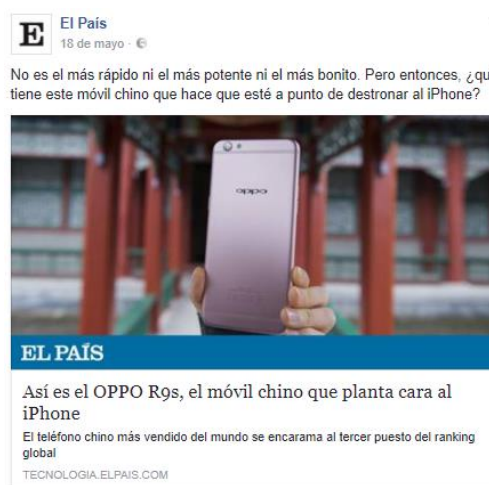 E
El País
18 de mayo ·
No es el más rápido ni el más potente ni el más bonito. Pero entonces, ¿qu
tiene este móvil chino que hace que esté a punto de destronar al iPhone?
oppo
EL PAÍS
Así es el OPPO R9s, el móvil chino que planta cara al
iPhone
El teléfono chino más vendido del mundo se encarama al tercer puesto del ranking
global
TECNOLOGIA.ELPAIS.COM